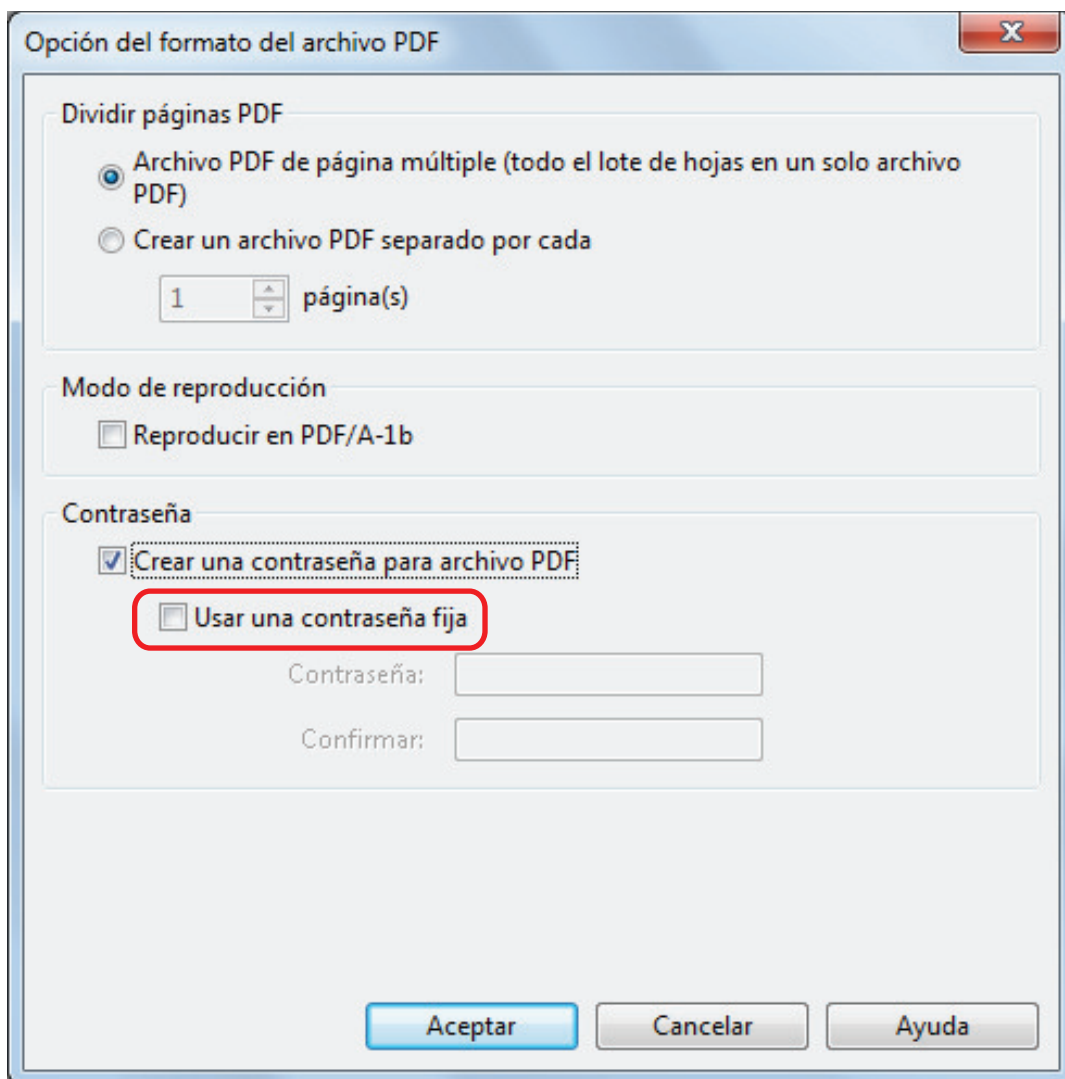 Opción del formato del archivo PDF
Dividir páginas PDF
Archivo PDF de página múltiple (todo el lote de hojas en un solo archivo
PDF)
Crear un archivo PDF separado por cada
1 página(s)
Modo de reproducción
Reproducir en PDF/A-1b
Contraseña
Crear una contraseña para archivo PDF
Usar una contraseña fija
Contraseña:
Confirmar:
Aceptar Cancelar Ayuda